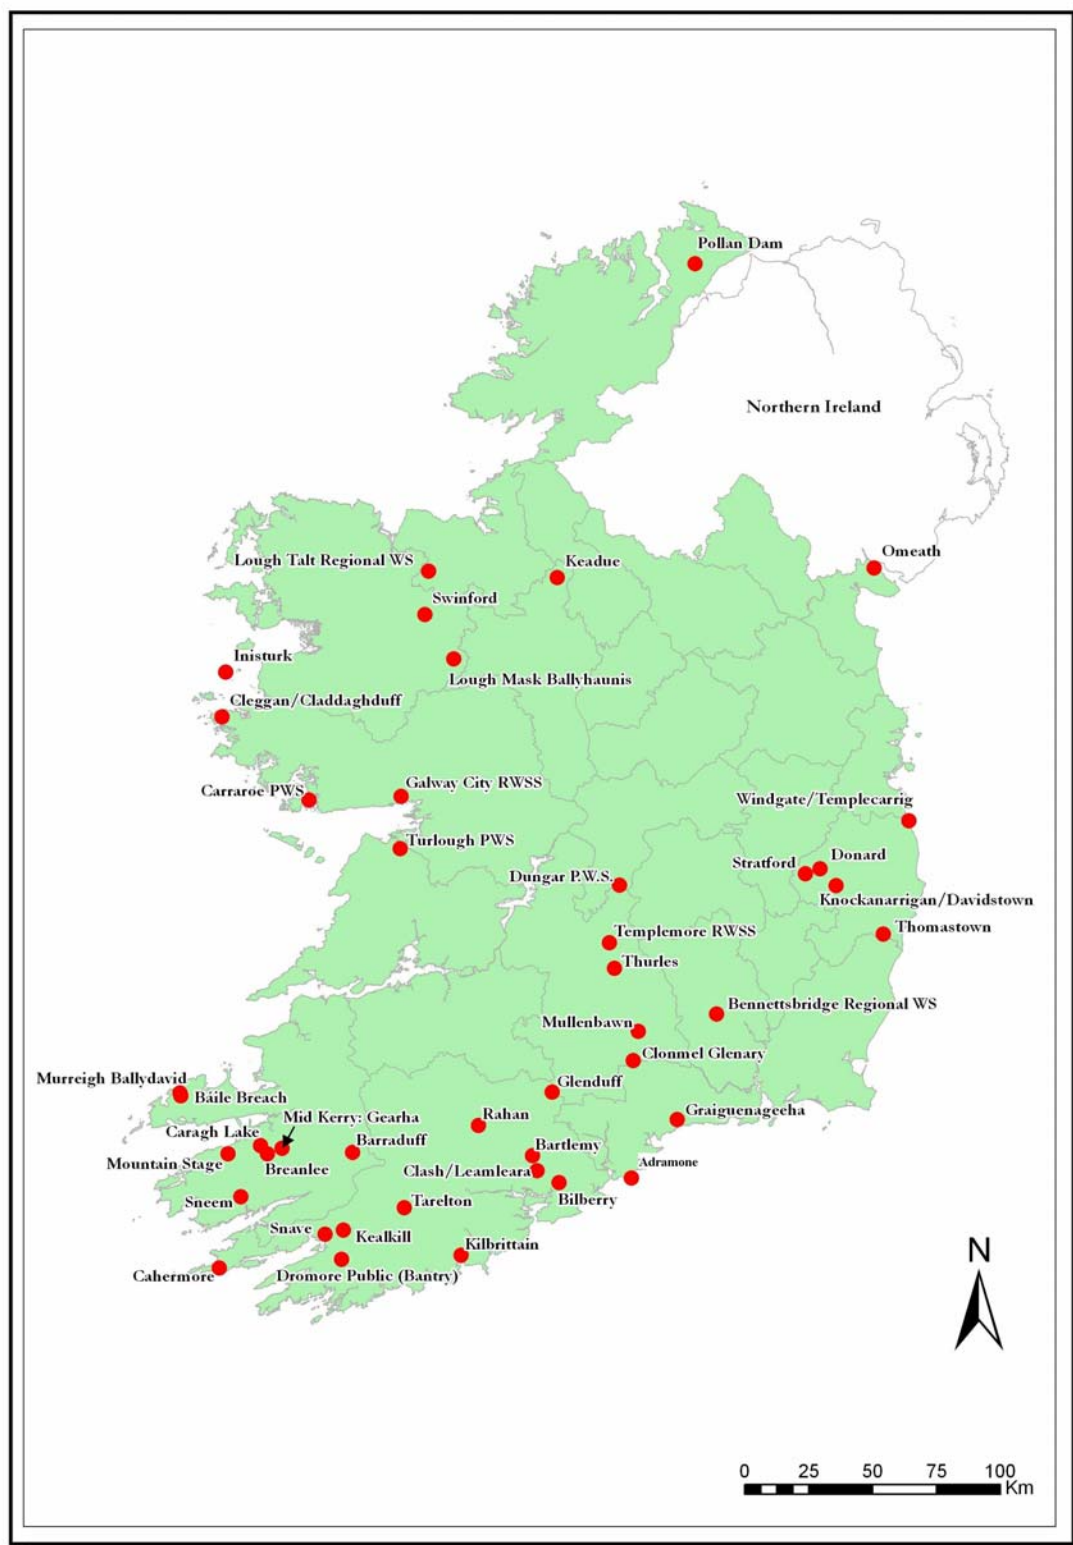 Pollan Dam
Northern Ireland
Omeath
Lough Talt Regional WS
Keadue
Swinford
Inisturk
Lough Mask Ballyhaunis
Cleggan/Claddaghduff
Carraroe PWS
Galway City RWSS
Windgate/Templecarrig
Turlough PWS
Stratford
Donard
Dungar P.W.S.
Knockanarrigan/Davidstown
Templemore RWSS
Thomastown
Thurles
Bennettsbridge Regional WS
Mullenbawn
Clonmel Glenary
Murreigh Ballydavid
Báile Breach
Glenduff
Mid Kerry: Gearha
Rahan
Graiguenageeha
Caragh Lake
Barraduff
Bartlemy
Mountain Stage
Breanlee
Clash/Leamleara
Adramone
Sneem
Tarelton
Bilberry
Snave
Kealkill
Kilbrittain
Cahermore
Dromore Public (Bantry)
N
0 25 50 75 100
Km